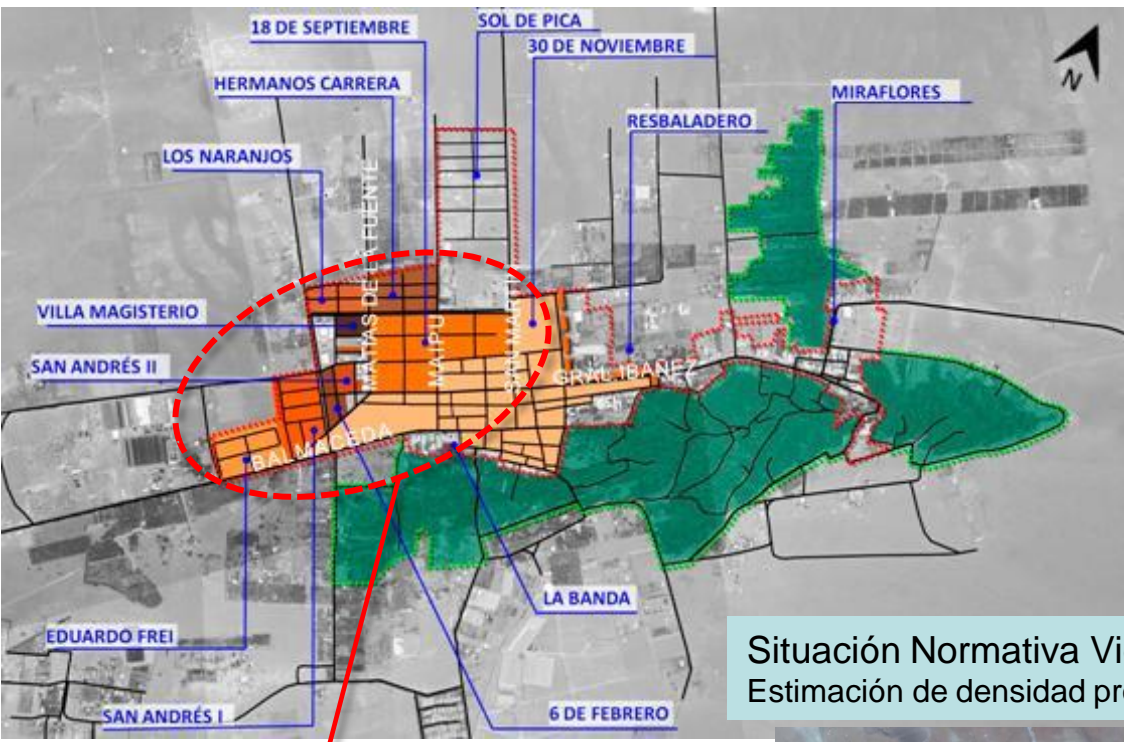 18 DE SEPTIEMBRE
SOL DE PICA
30 DE NOVIEMBRE
HERMANOS CARRERA
MIRAFLORES
RESBALADERO
LOS NARANJOS
MATIAS DE LA FUENTE
VILLA MAGISTERIO
MAIPU
SAN MARTIN
SAN ANDRÉS II
GRAL IBAÑEZ
BALMACEDA
LA BANDA
EDUARDO FREI
SAN ANDRÉS I
6 DE FEBRERO
N
Situación Normativa Vi
Estimación de densidad pr